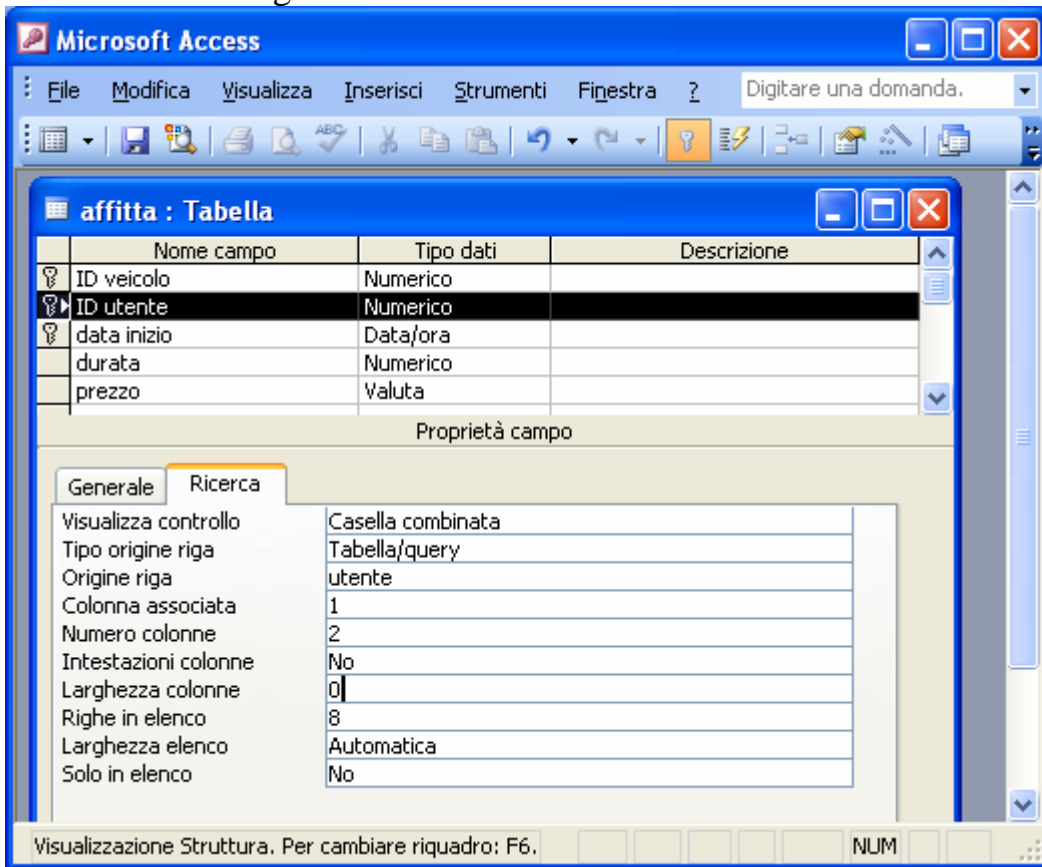 Microsoft Access
File Modifica Visualizza Inserisci Strumenti Finestra ? Digitare una domanda.
ABC
affitta : Tabella
Nome campo Tipo dati Descrizione
ID veicolo Numerico
ID utente Numerico
data inizio Data/ora
durata Numerico
prezzo Valuta
Proprietà campo
Generale Ricerca
Visualizza controllo Casella combinata
Tipo origine riga Tabella/query
Origine riga utente
Colonna associata 1
Numero colonne 2
Intestazioni colonne No
Larghezza colonne 0
Righe in elenco 8
Larghezza elenco Automatica
Solo in elenco No
Visualizzazione Struttura. Per cambiare riquadro: F6. NUM